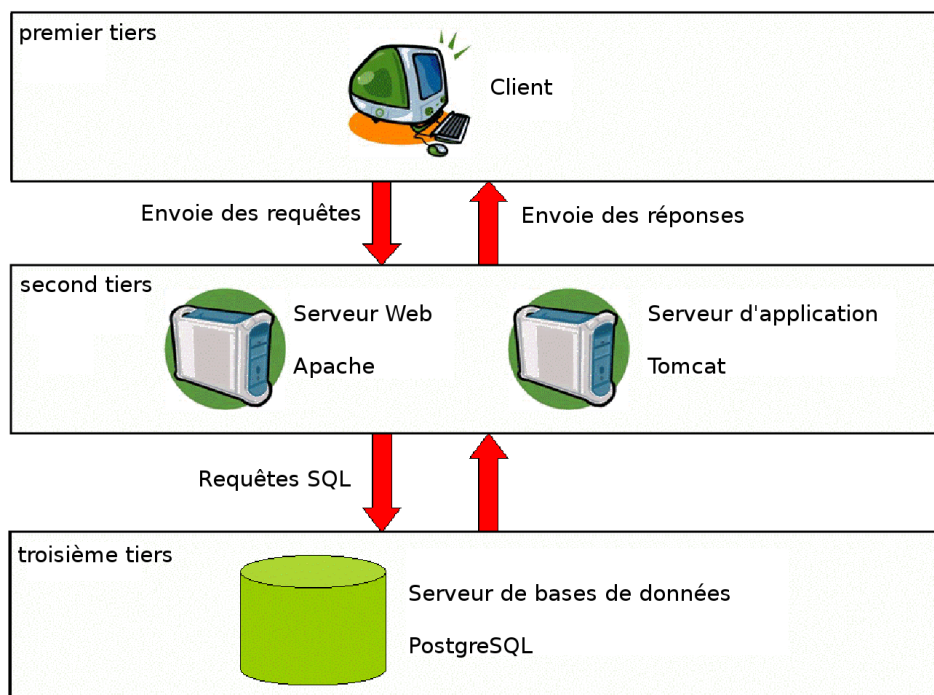 premier tiers
Client
Envoie des requêtes
Envoie des réponses
second tiers
Serveur Web
Apache
Serveur d'application
Tomcat
Requêtes SQL
troisième tiers
Serveur de bases de données
PostgreSQL